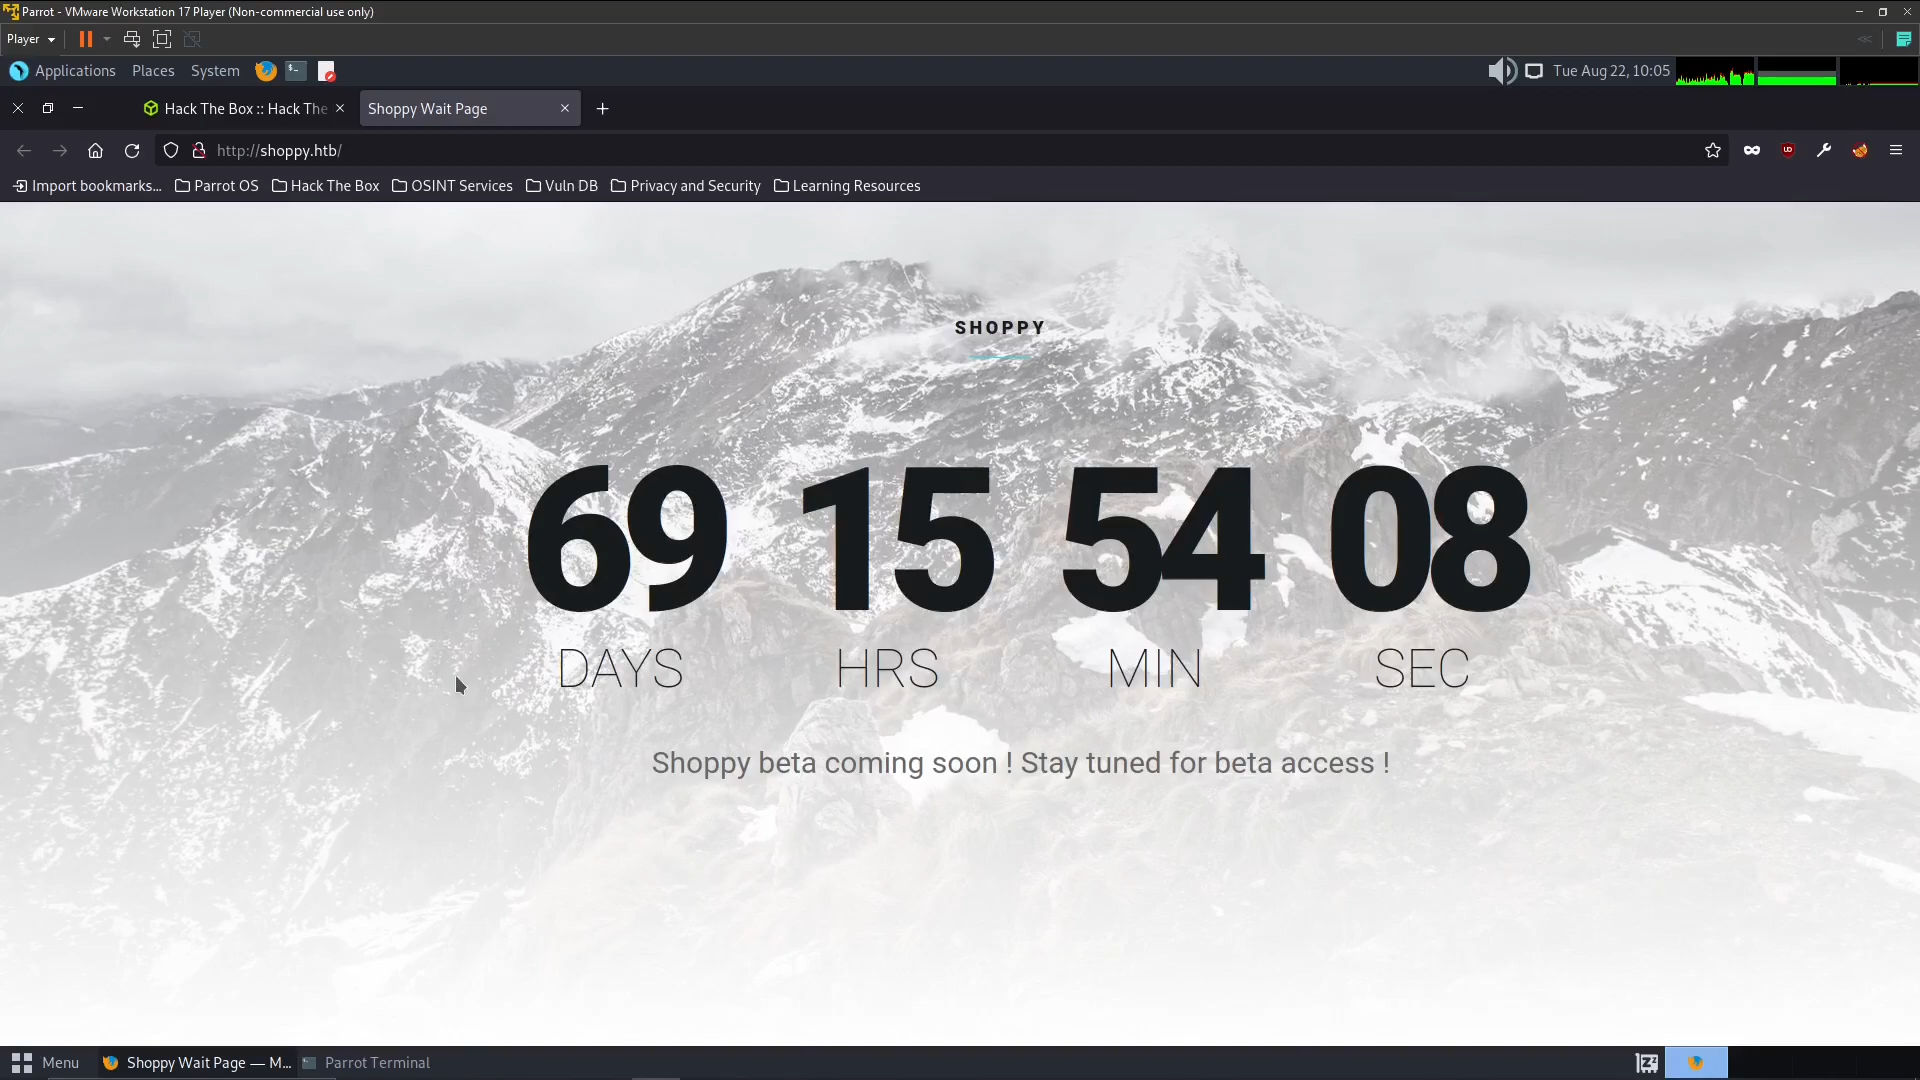 Parrot - VMware Workstation 17 Player (Non-commercial use only)
Player
Applications Places System
Tue Aug 22, 10:05
Hack The Box :: Hack The
Shoppy Wait Page
http://shoppy.htb/
Import bookmarks... Parrot OS Hack The Box OSINT Services Vuln DB Privacy and Security Learning Resources
SHOPPY
69 15 54 08
DAYS HRS MIN SEC
Shoppy beta coming soon ! Stay tuned for beta access !
Menu Shoppy Wait Page — M... Parrot Terminal